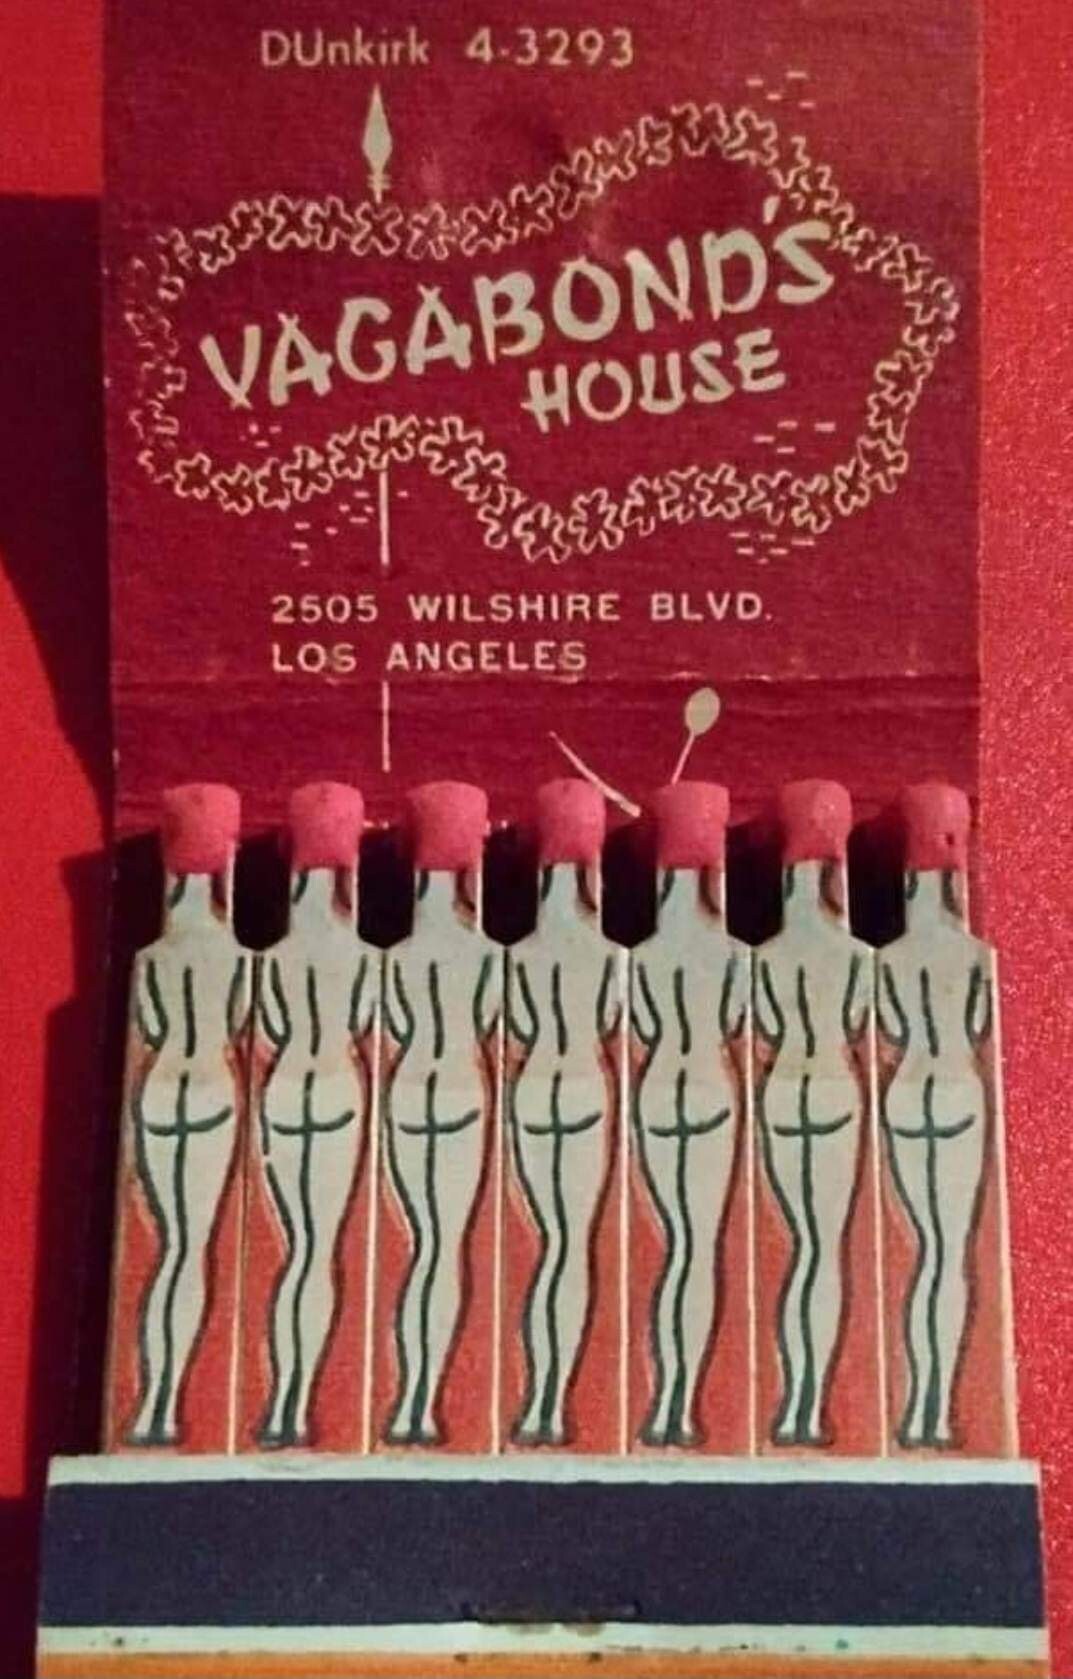 DUnkirk 4-3293
VAGABOND'S
HOUSE
2505 WILSHIRE BLVD.
LOS ANGELES